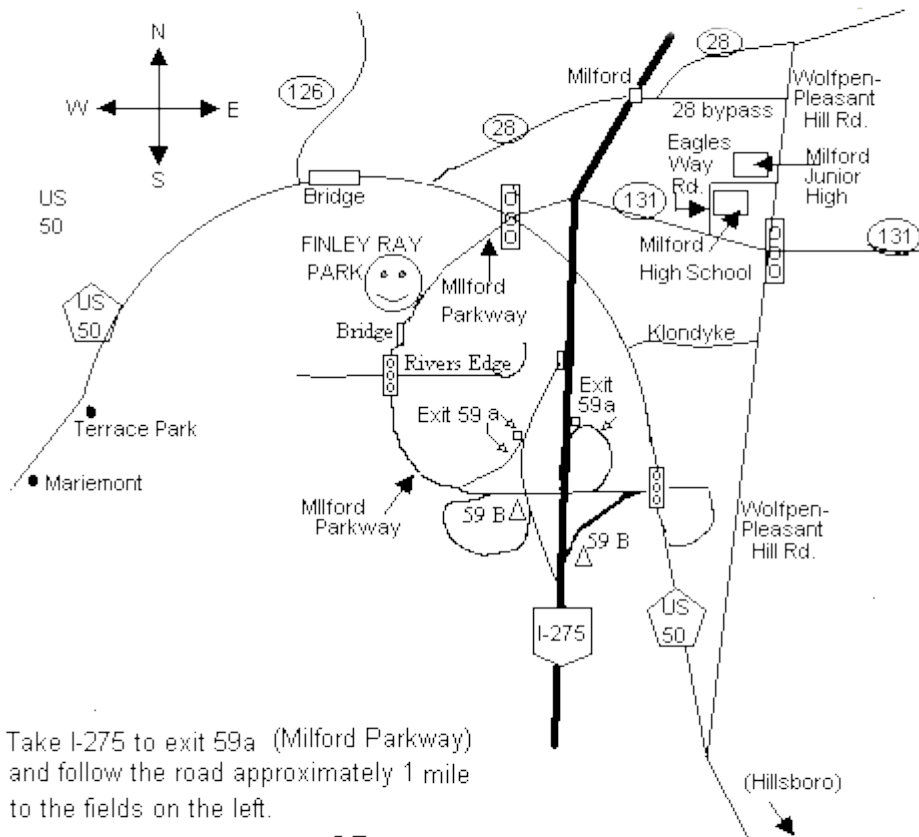 N
W E
S
126
28
28
Milford
28 bypass
Wolfpen-
Pleasant
Hill Rd.
Eagles
Way
Rd.
Milford
Junior
High
US
50
Bridge
131
131
Milford
High School
FINLEY RAY
PARK
MIlford
Parkway
US
50
Bridge
Rivers Edge
Klondyke
Exit
59a
Exit 59 a
Terrace Park
Mariemont
MIlford
Parkway
59 B
59 B
Wolfpen-
Pleasant
Hill Rd.
I-275
US
50
Take I-275 to exit 59a (Milford Parkway)
and follow the road approximately 1 mile
to the fields on the left.
(Hillsboro)